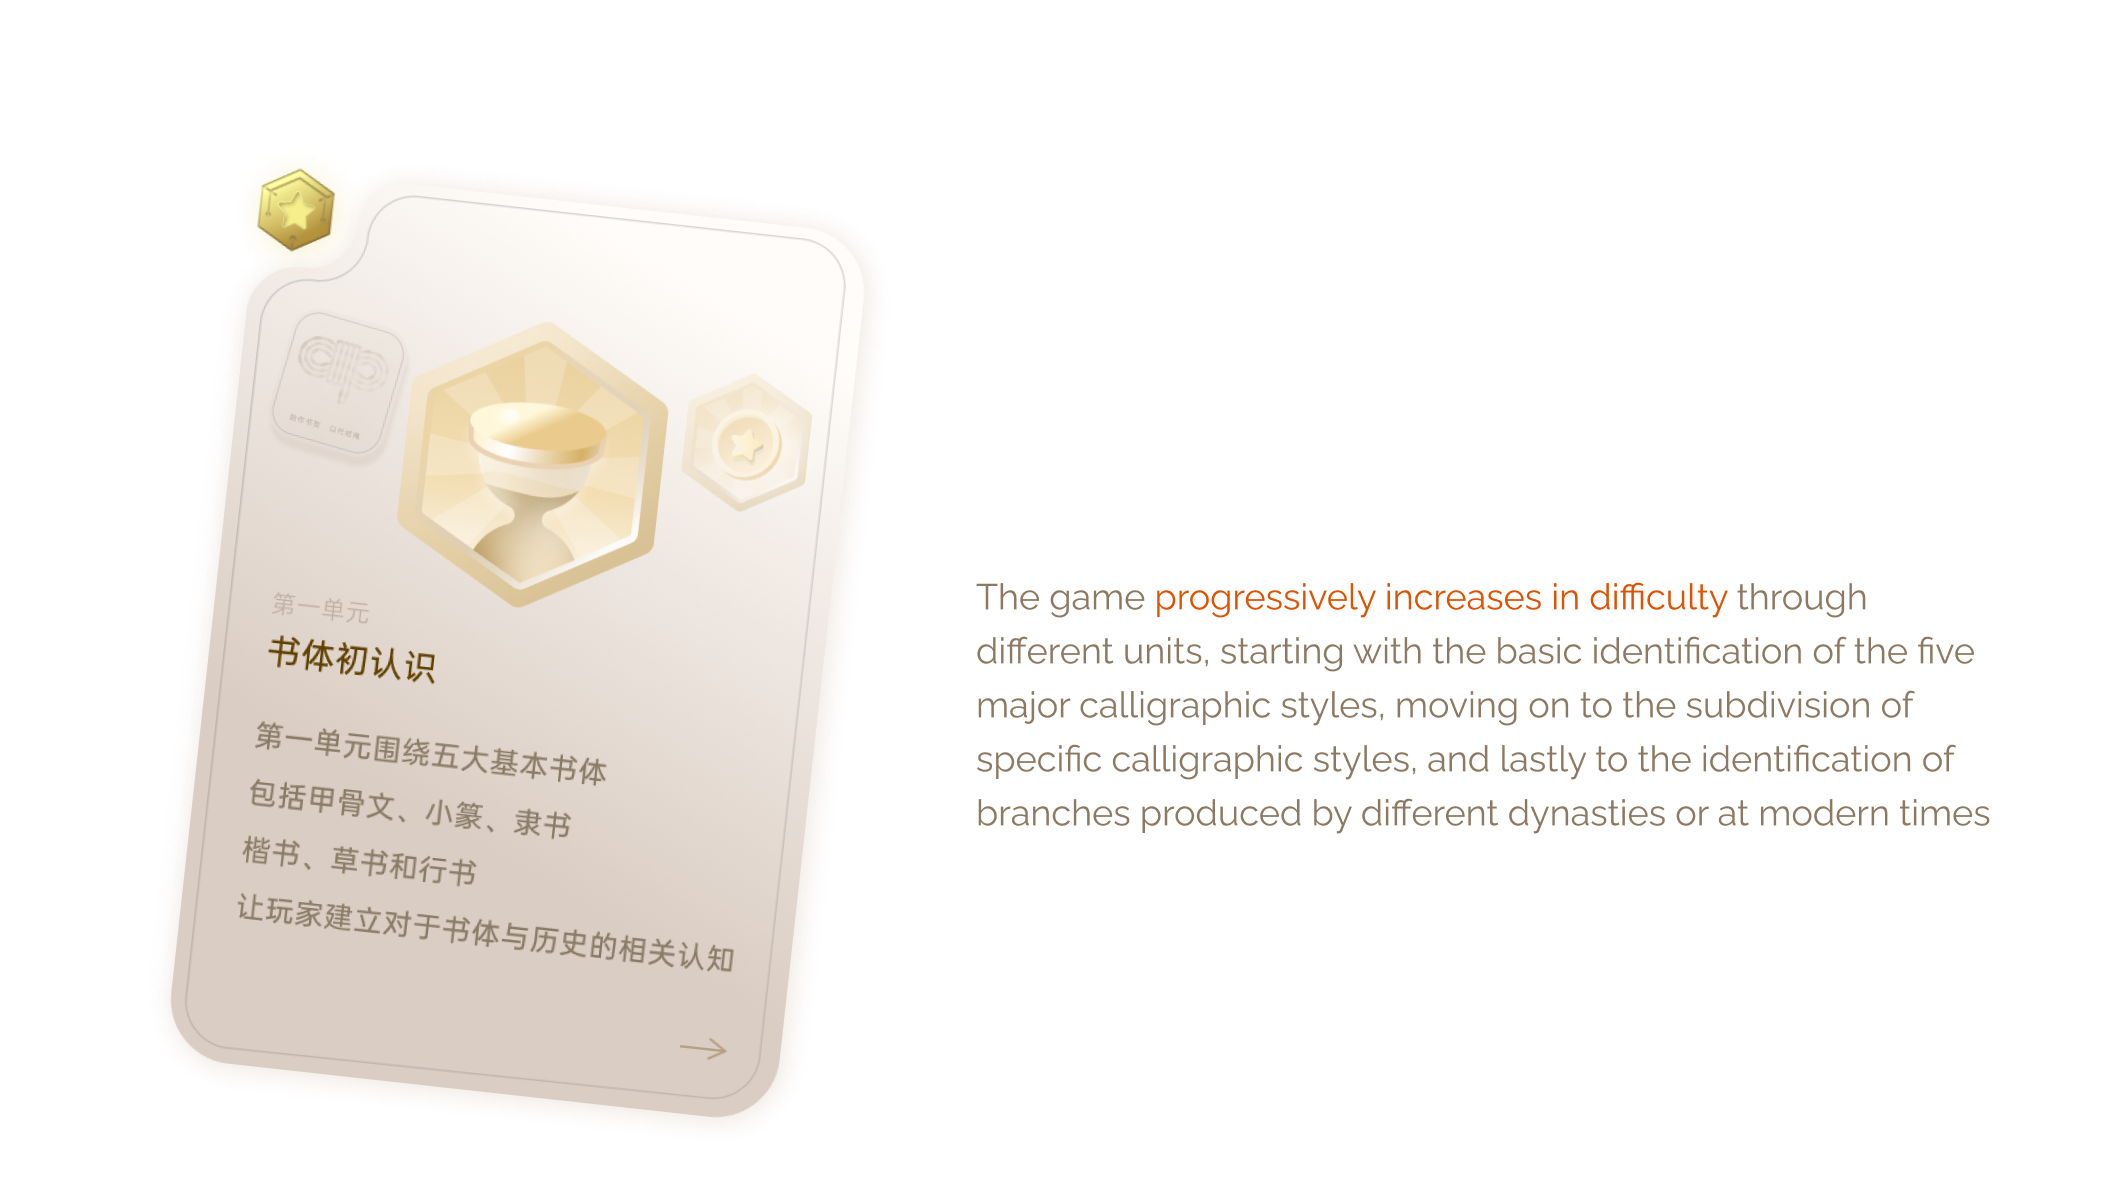 第一单元
书体初认识
第一单元围绕五大基本书体
包括甲骨文、小篆、隶书
楷书、草书和行书
让玩家建立对于书体与历史的相关认知
The game progressively increases in difficulty through
different units, starting with the basic identification of the five
major calligraphic styles, moving on to the subdivision of
specific calligraphic styles, and lastly to the identification of
branches produced by different dynasties or at modern times